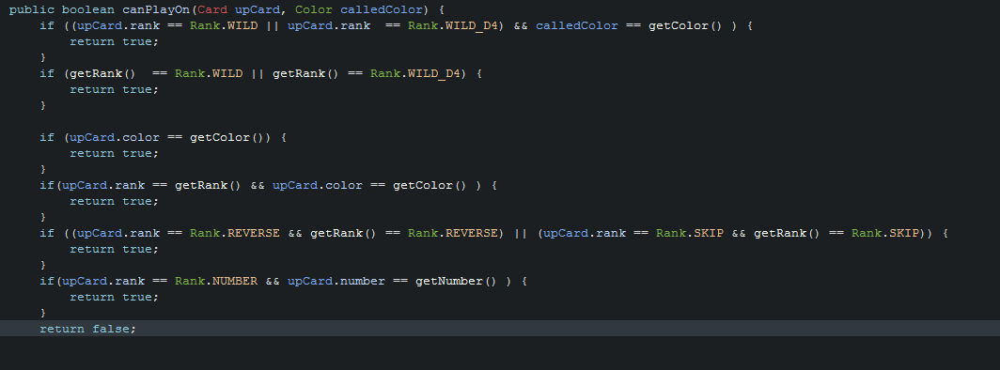 public boolean canPlayOn(Card upCard, Color calledColor) {
    if ((upCard.rank == Rank.WILD || upCard.rank  == Rank.WILD_D4) && calledColor == getColor() ) {
        return true;
    }
    if (getRank()  == Rank.WILD || getRank() == Rank.WILD_D4) {
        return true;
    }

    if (upCard.color == getColor()) {
        return true;
    }
    if(upCard.rank == getRank() && upCard.color == getColor() ) {
        return true;
    }
    if ((upCard.rank == Rank.REVERSE && getRank() == Rank.REVERSE) || (upCard.rank == Rank.SKIP && getRank() == Rank.SKIP)) {
        return true;
    }
    if(upCard.rank == Rank.NUMBER && upCard.number == getNumber() ) {
        return true;
    }
    return false;